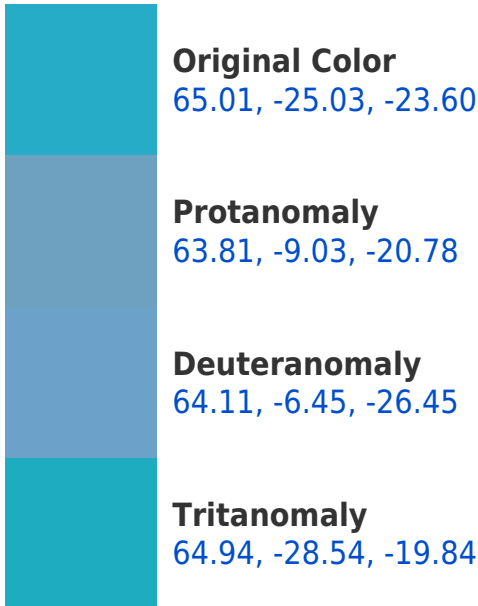 Original Color
65.01, -25.03, -23.60
Protanomaly
63.81, -9.03, -20.78
Deuteranomaly
64.11, -6.45, -26.45
Tritanomaly
64.94, -28.54, -19.84